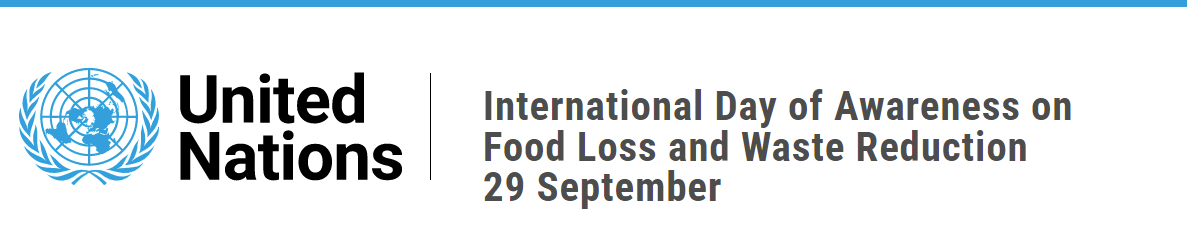 United
Nations
International Day of Awareness on
Food Loss and Waste Reduction
29 September